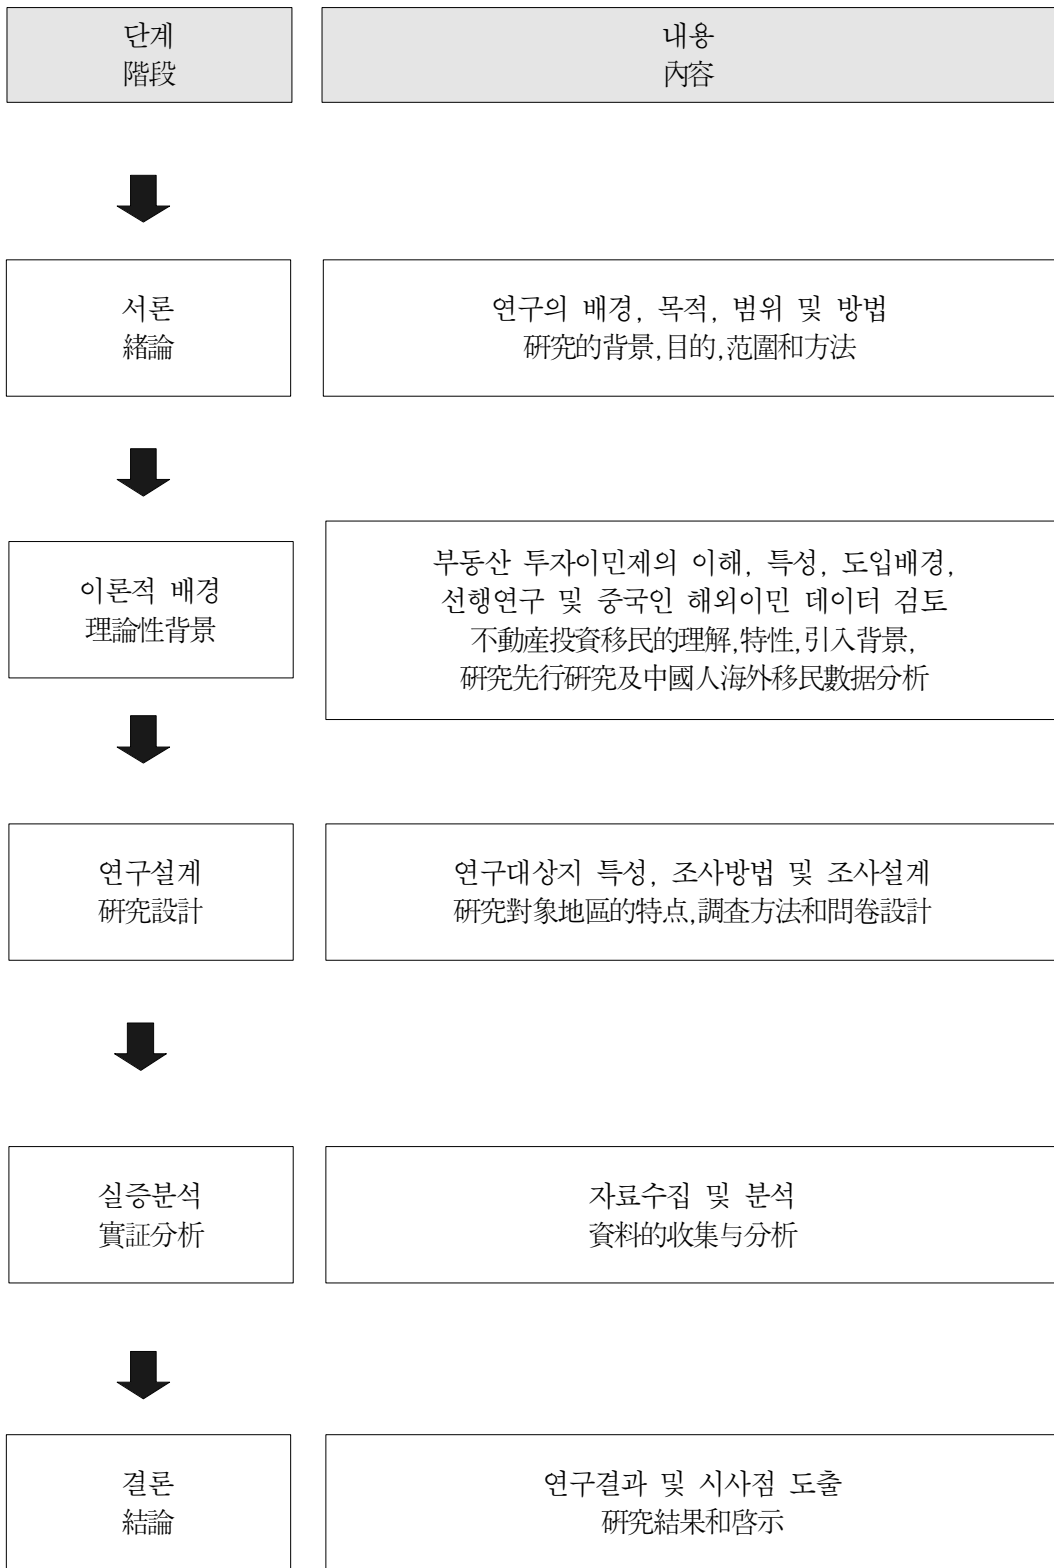 단계
階段
내용
內容
서론
緖論
연구의 배경, 목적, 범위 및 방법
硏究的背景,目的,范圍和方法
이론적 배경
理論性背景
부동산 투자이민제의 이해, 특성, 도입배경,
선행연구 및 중국인 해외이민 데이터 검토
不動産投資移民的理解,特性,引入背景,
硏究先行硏究及中國人海外移民數据分析
연구설계
硏究設計
연구대상지 특성, 조사방법 및 조사설계
硏究對象地區的特点,調査方法和問卷設計
실증분석
實証分析
자료수집 및 분석
資料的收集与分析
결론
結論
연구결과 및 시사점 도출
硏究結果和啓示